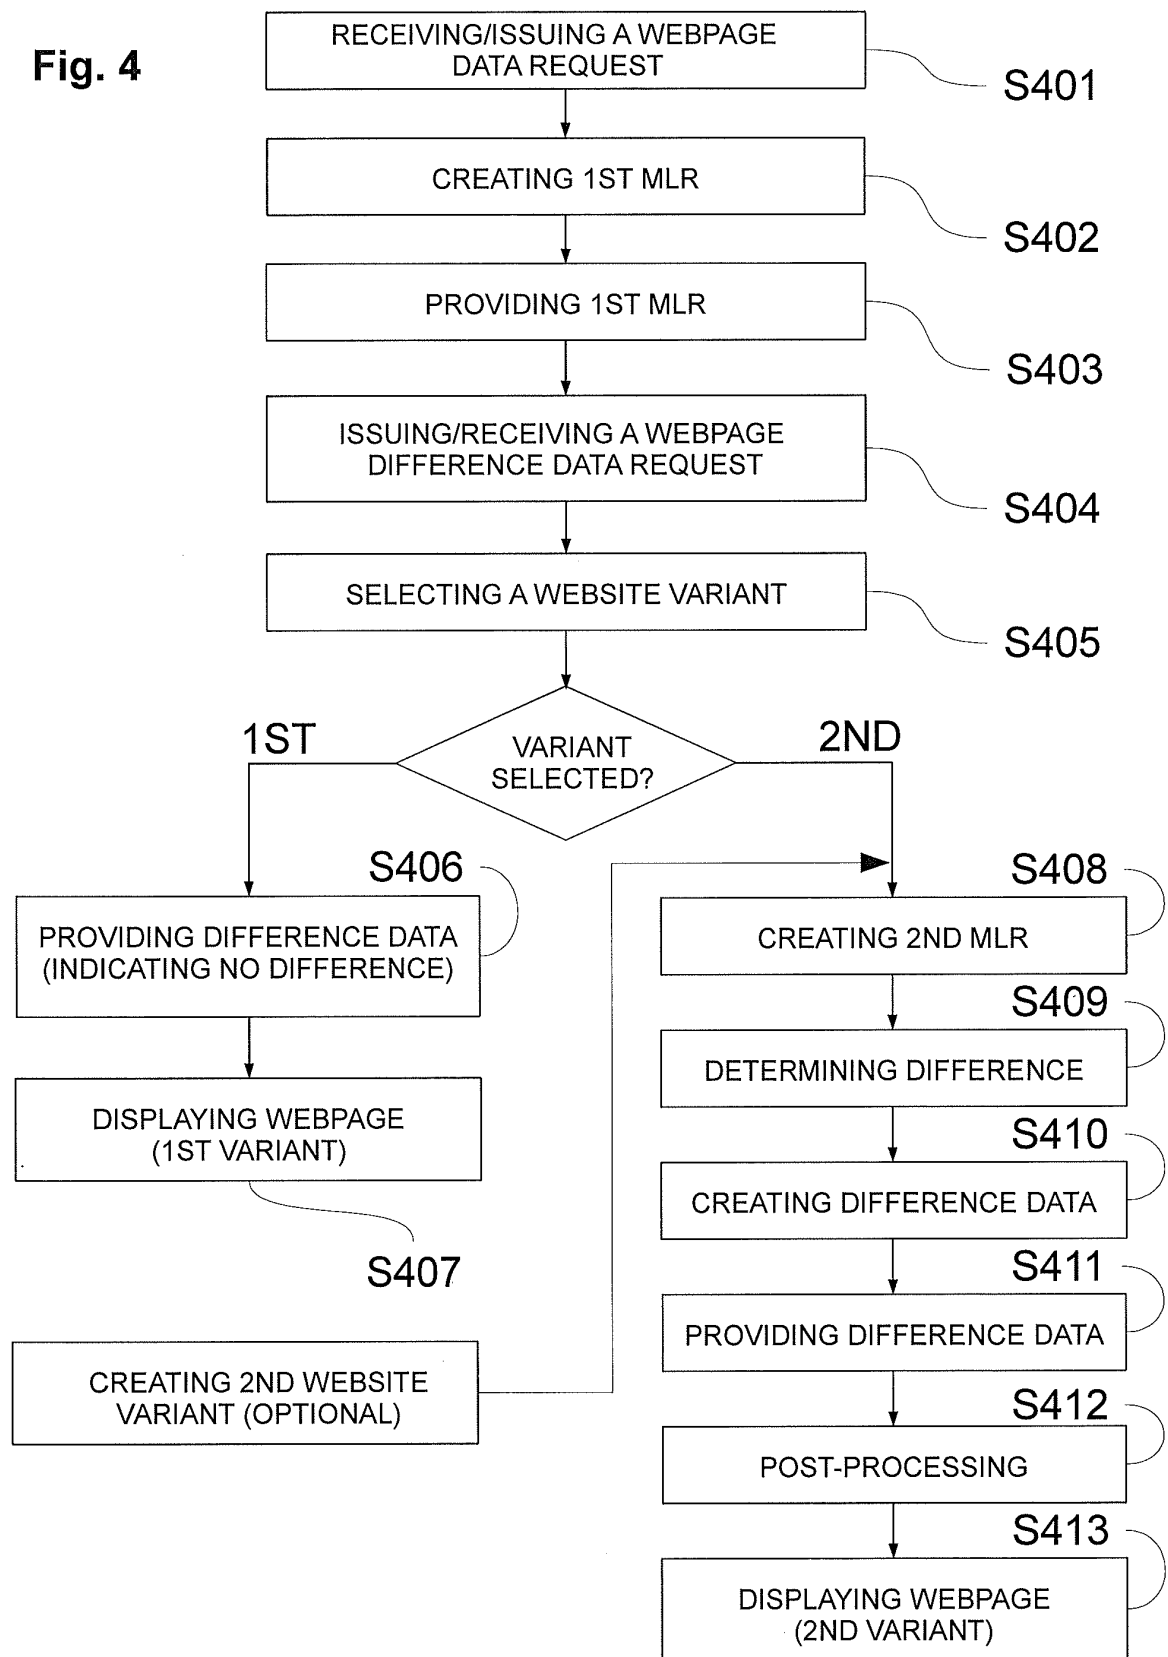 Fig. 4
RECEIVING/ISSUING A WEBPAGE
DATA REQUEST
S401
CREATING 1ST MLR
S402
PROVIDING 1ST MLR
S403
ISSUING/RECEIVING A WEBPAGE
DIFFERENCE DATA REQUEST
S404
SELECTING A WEBSITE VARIANT
S405
VARIANT
SELECTED?
1ST
2ND
S406
PROVIDING DIFFERENCE DATA
(INDICATING NO DIFFERENCE)
DISPLAYING WEBPAGE
(1ST VARIANT)
S407
CREATING 2ND WEBSITE
VARIANT (OPTIONAL)
S408
CREATING 2ND MLR
S409
DETERMINING DIFFERENCE
S410
CREATING DIFFERENCE DATA
S411
PROVIDING DIFFERENCE DATA
S412
POST-PROCESSING
S413
DISPLAYING WEBPAGE
(2ND VARIANT)